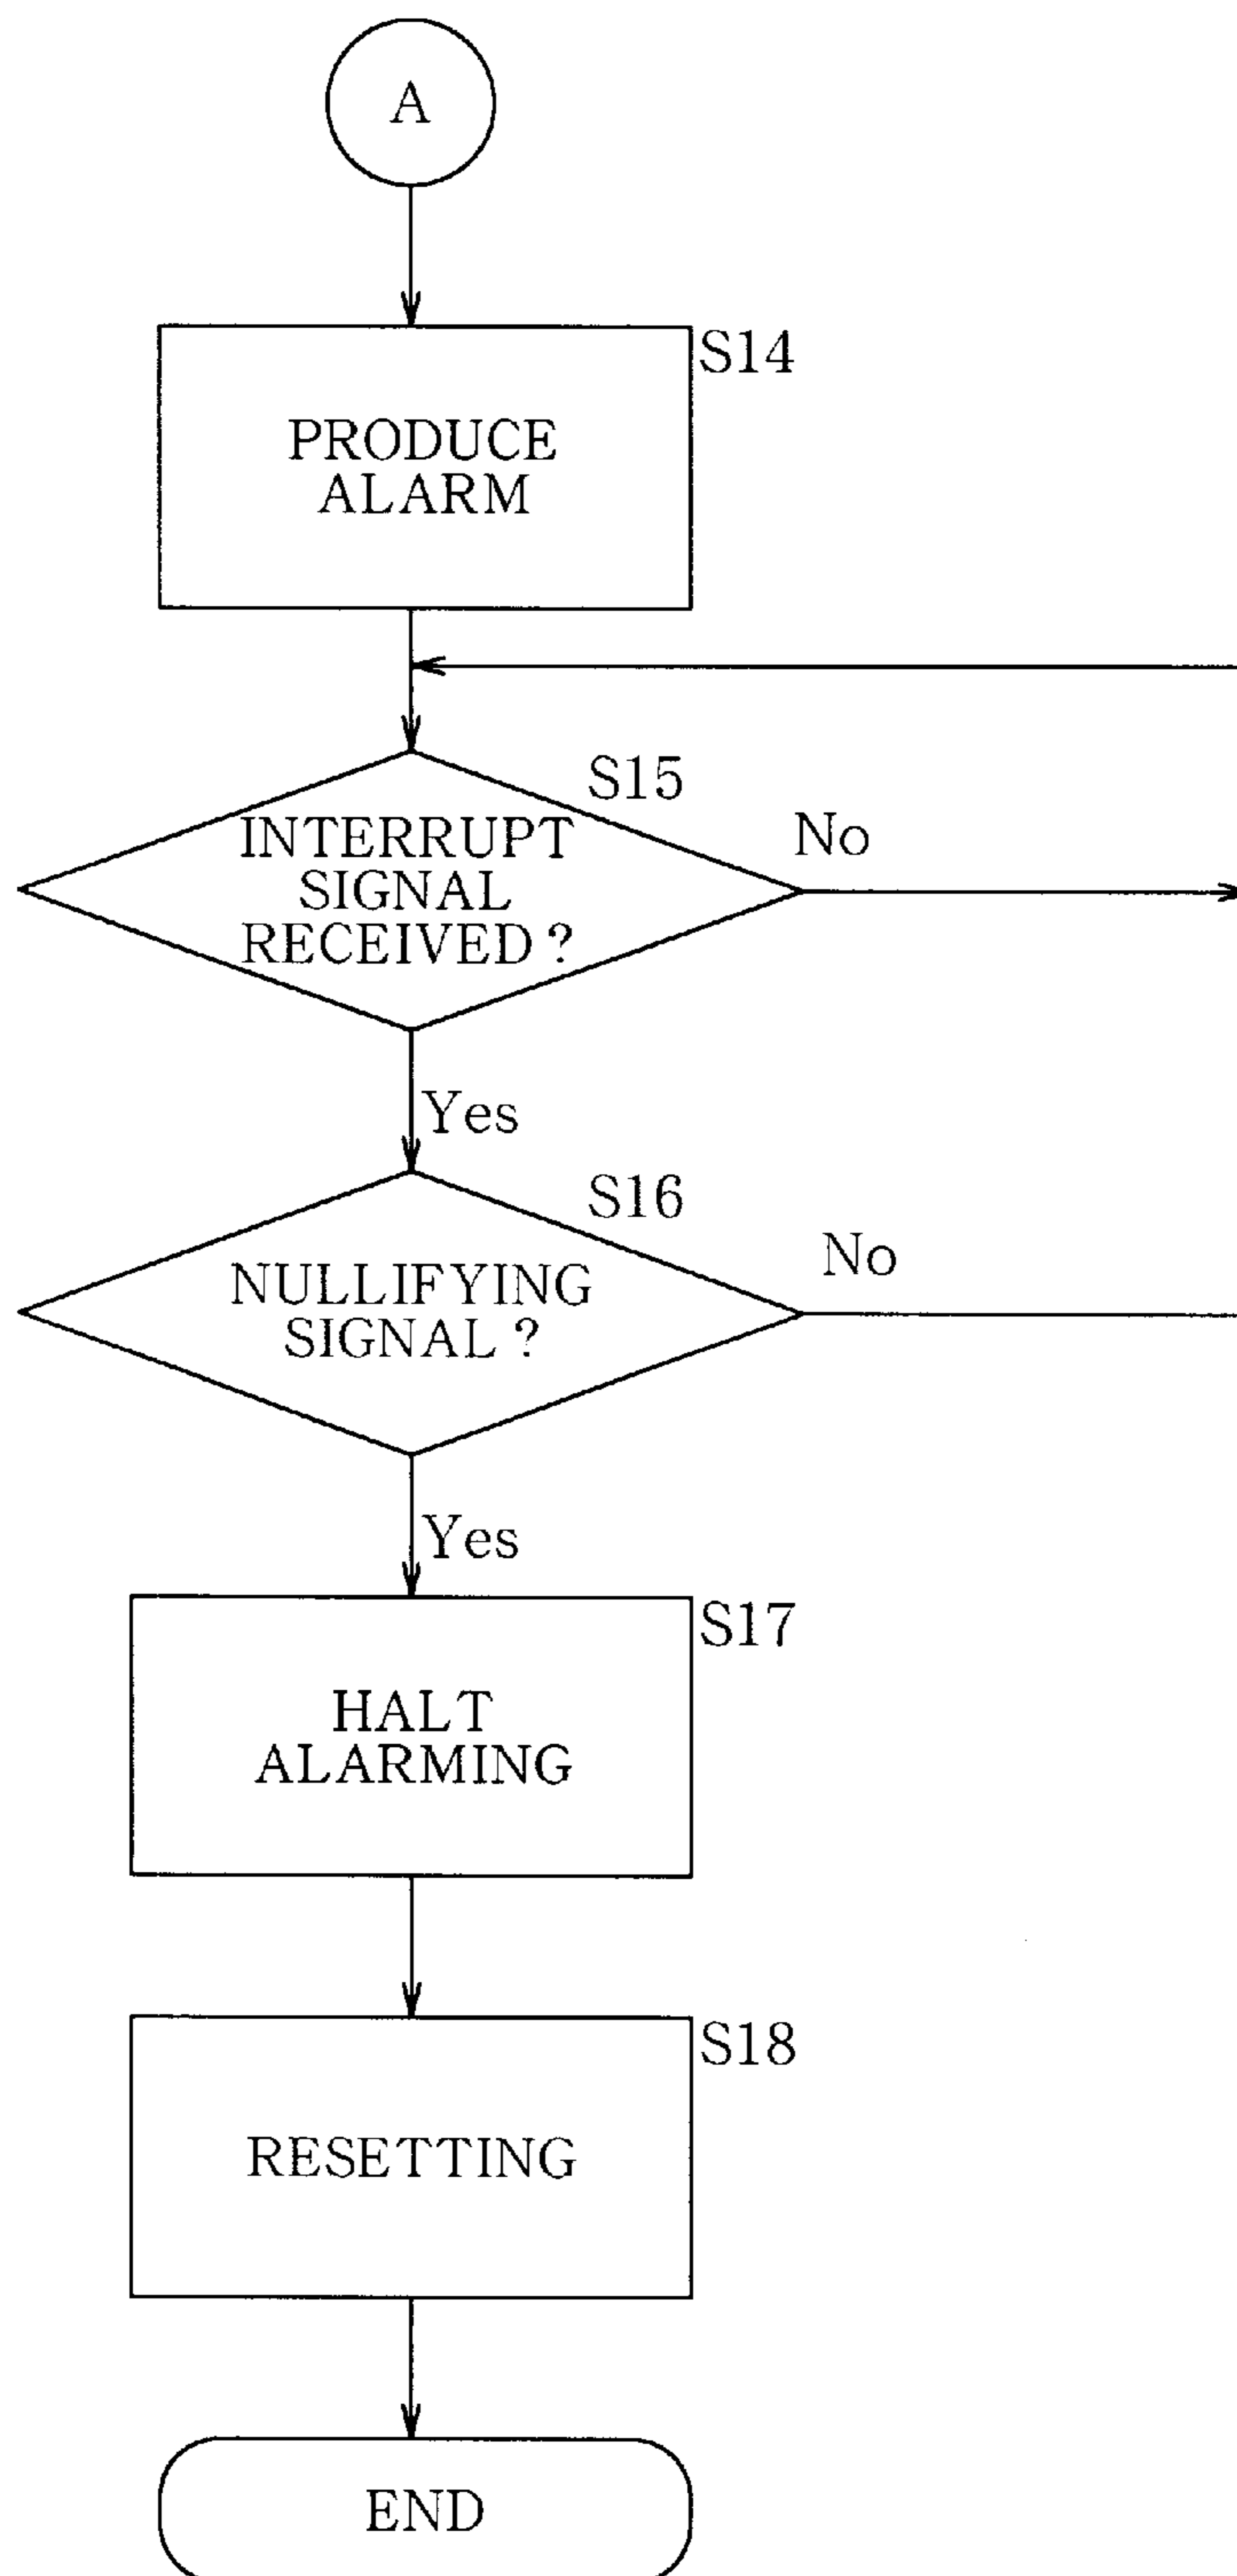 A
S14
PRODUCE
ALARM
S15
INTERRUPT
SIGNAL
RECEIVED ?
No
Yes
S16
NULLIFYING
SIGNAL ?
No
Yes
S17
HALT
ALARMING
S18
RESETTING
END